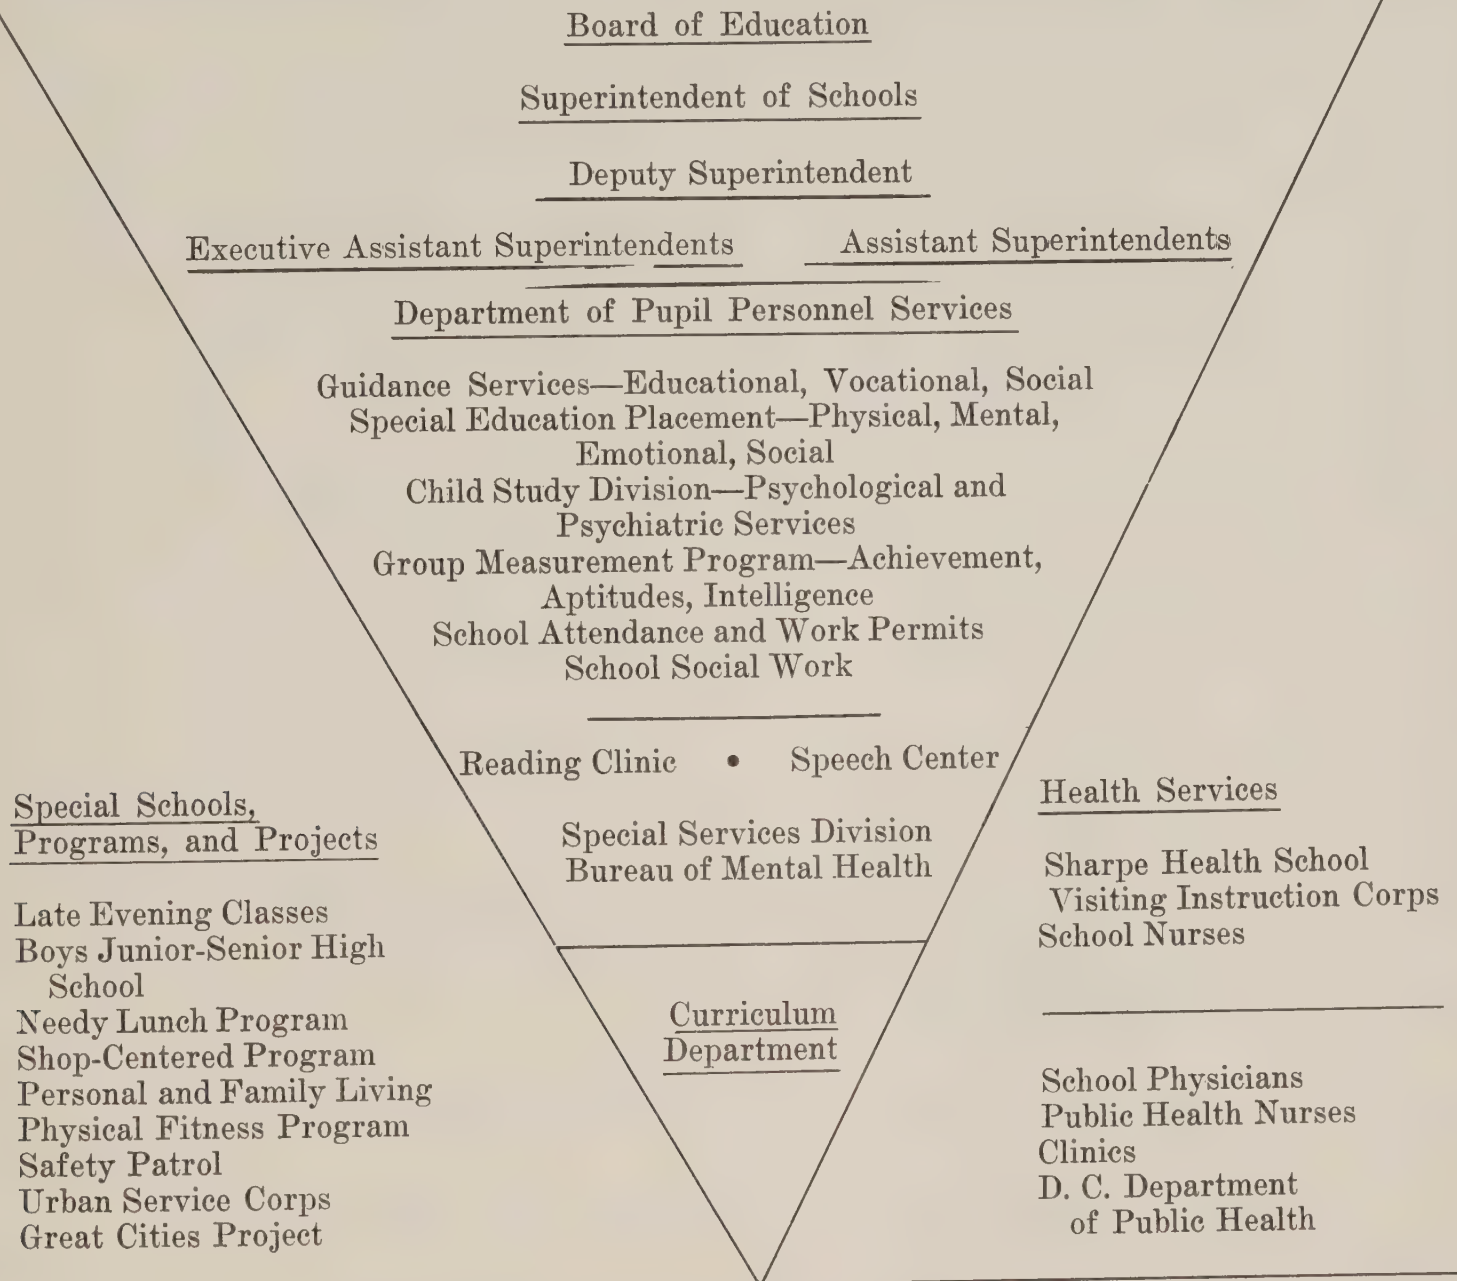 Board of Education
Superintendent of Schools
Deputy Superintendent
Executive Assistant Superintendents Assistant Superintendents
Department of Pupil Personnel Services
Guidance Services—Educational, Vocational, Social
Special Education Placement—Physical, Mental,
Emotional, Social
Child Study Division—Psychological and
Psychiatric Services
Group Measurement Program—Achievement,
Aptitudes, Intelligence
School Attendance and Work Permits
School Social Work
Reading Clinic • Speech Center
Special Services Division
Bureau of Mental Health
Curriculum
Department
Special Schools,
Programs, and Projects
Late Evening Classes
Boys Junior-Senior High
School
Needy Lunch Program
Shop-Centered Program
Personal and Family Living
Physical Fitness Program
Safety Patrol
Urban Service Corps
Great Cities Project
Health Services
Sharpe Health School
Visiting Instruction Corps
School Nurses
School Physicians
Public Health Nurses
Clinics
D. C. Department
of Public Health